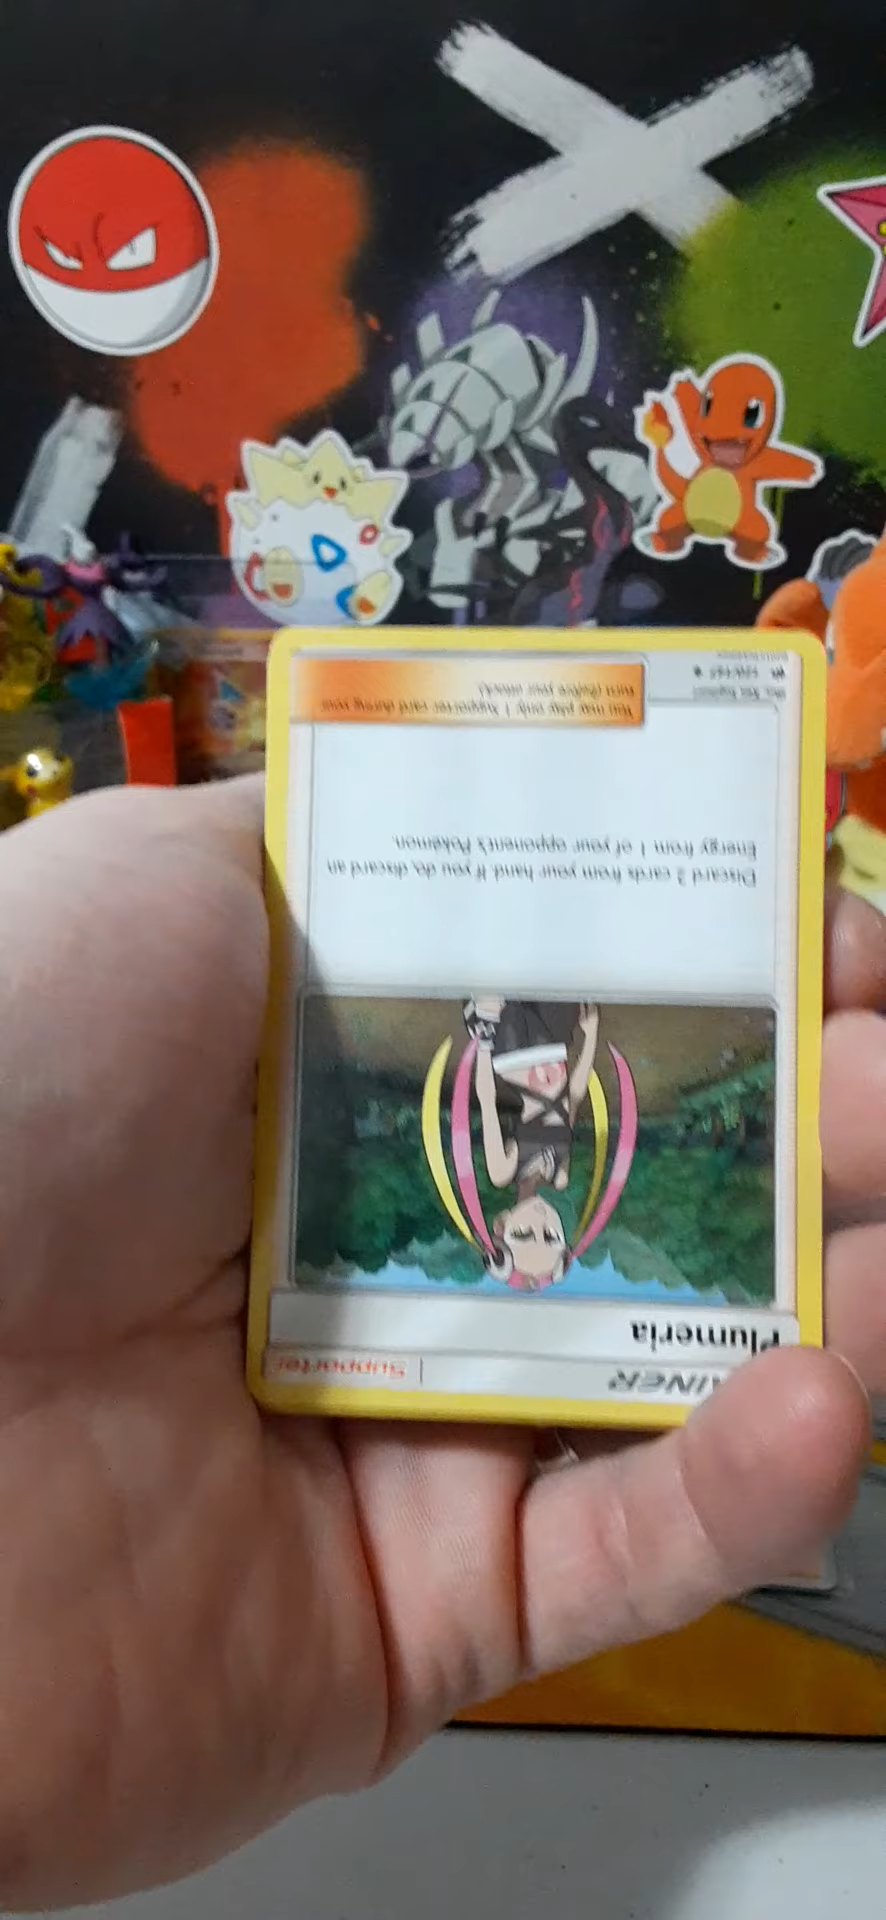 AINER
Supporter
Plumeria
Discard 2 cards from your hand. If you do, discard an
Energy from 1 of your opponent's Pokémon.
You may play only 1 Supporter card during your
turn (before your attack).